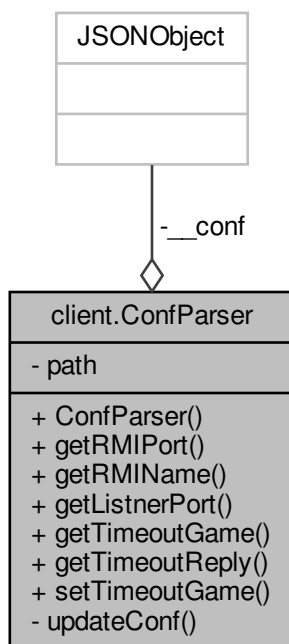 JSONObject
-__conf
client.ConfParser
- path
+ ConfParser()
+ getRMIPort()
+ getRMIName()
+ getListnerPort()
+ getTimeoutGame()
+ getTimeoutReply()
+ setTimeoutGame()
- updateConf()